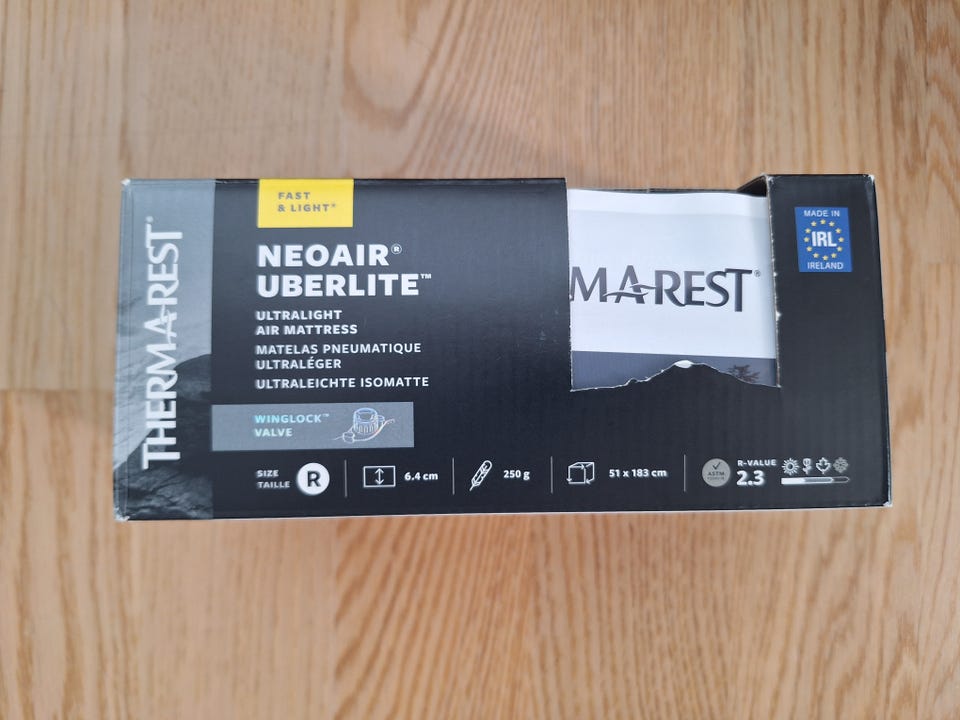 THERM-A-REST®
FAST
& LIGHT®
NEOAIR®
UBERLITE™
ULTRALIGHT
AIR MATTRESS
MATELAS PNEUMATIQUE
ULTRALÉGER
ULTRALEICHTE ISOMATTE
WINGLOCK™
VALVE
M-A-REST®
MADE IN
IRL
IRELAND
SIZE
TAILLE
R
6.4 cm
250 g
51 x 183 cm
ASTM
R-VALUE
2.3